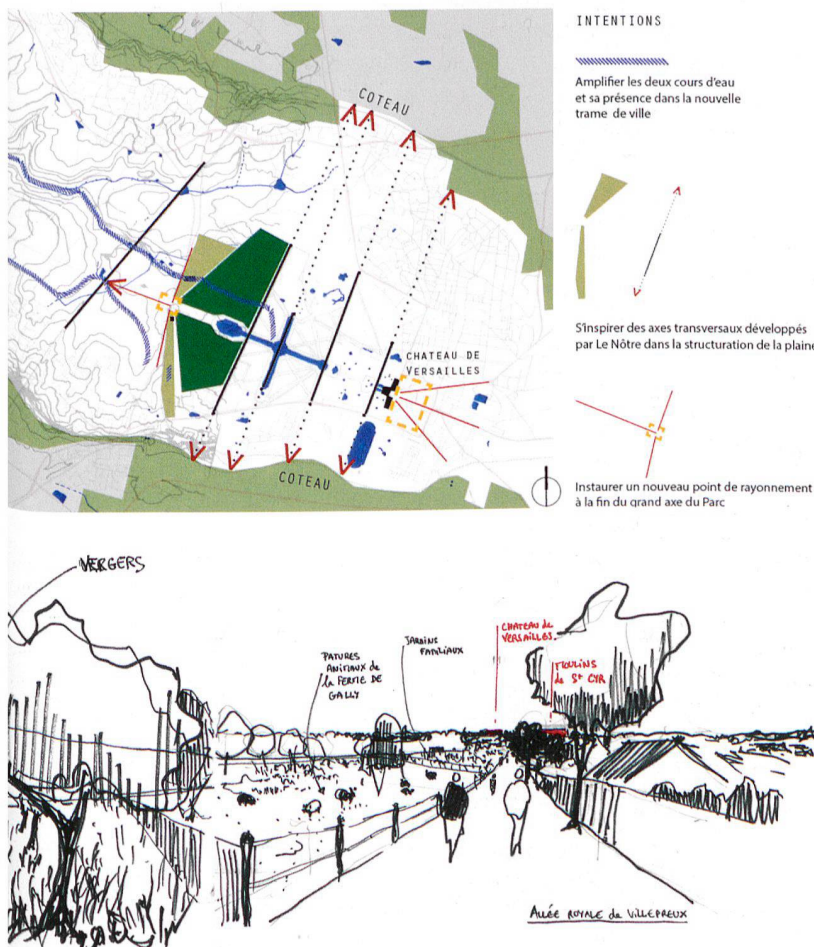 INTENTIONS
Amplifier les deux cours d'eau
et sa présence dans la nouvelle
trame de ville
S'inspirer des axes transversaux développés
par Le Nôtre dans la structuration de la plaine
Instaurer un nouveau point de rayonnement
à la fin du grand axe du Parc
COTEAU
CHATEAU DE
VERSAILLES
COTEAU
VERGERS
PATURES
ANIMAUX de
la FERME DE
GALLY
JARDINS
FAMILIAUX
CHATEAU de
VERSAILLES.
MOULINS
de St CYR
ALLÉE ROYALE de VILLEPREUX